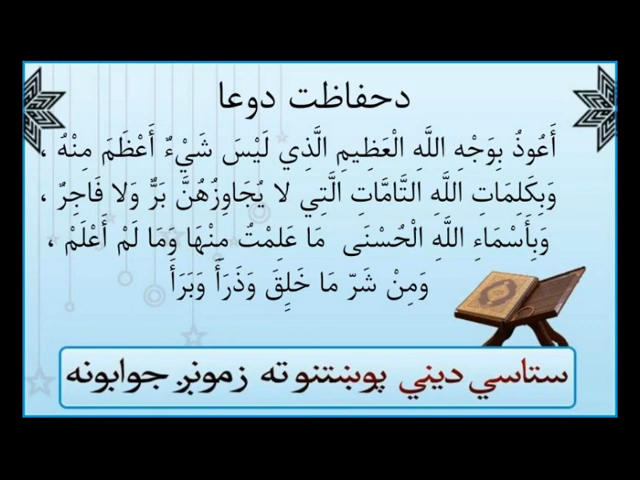 دحفاظت دوعا
أَعُوذُ بِوَجْهِ اللَّهِ الْعَظِيمِ الَّذِي لَيْسَ شَيْءٌ أَعْظَمَ مِنْهُ ،
وَبِكَلِمَاتِ اللَّهِ التَّامَّاتِ الَّتِي لا يُجَاوِزُهُنَّ بَرٌّ وَلا فَاجِرٌ ،
وَبِأَسْمَاءِ اللَّهِ الْحُسْنَى مَا عَلِمْتُ مِنْهَا وَمَا لَمْ أَعْلَمْ ،
وَمِنْ شَرّ مَا خَلِقَ وَذَرَأَ وَبَرَأَ
ستاسي ديني پوښتنو ته زمونږ جوابونه